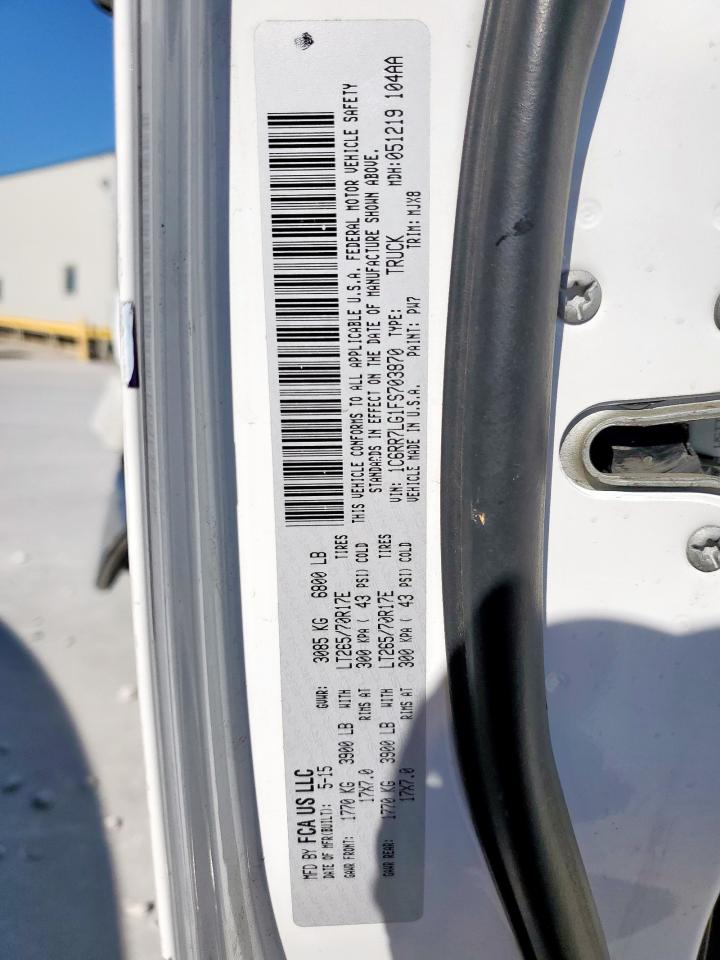 MFD BY FCA US LLC
DATE OF MFR(BUILT): 5-15 GVWR: 3085 KG 6800 LB
GAWR FRONT: 1770 KG 3900 LB WITH LT265/70R17E TIRES
17X7.0 RIMS AT 300 KPA ( 43 PSI) COLD
GAWR REAR: 1770 KG 3900 LB WITH LT265/70R17E TIRES
17X7.0 RIMS AT 300 KPA ( 43 PSI) COLD
THIS VEHICLE CONFORMS TO ALL APPLICABLE U.S.A. FEDERAL MOTOR VEHICLE SAFETY
STANDARDS IN EFFECT ON THE DATE OF MANUFACTURE SHOWN ABOVE.
VIN: 1C6RR7LG1FS703870 TYPE: TRUCK MDH:051219 104AA
VEHICLE MADE IN U.S.A. PAINT: PW7 TRIM: MJX8